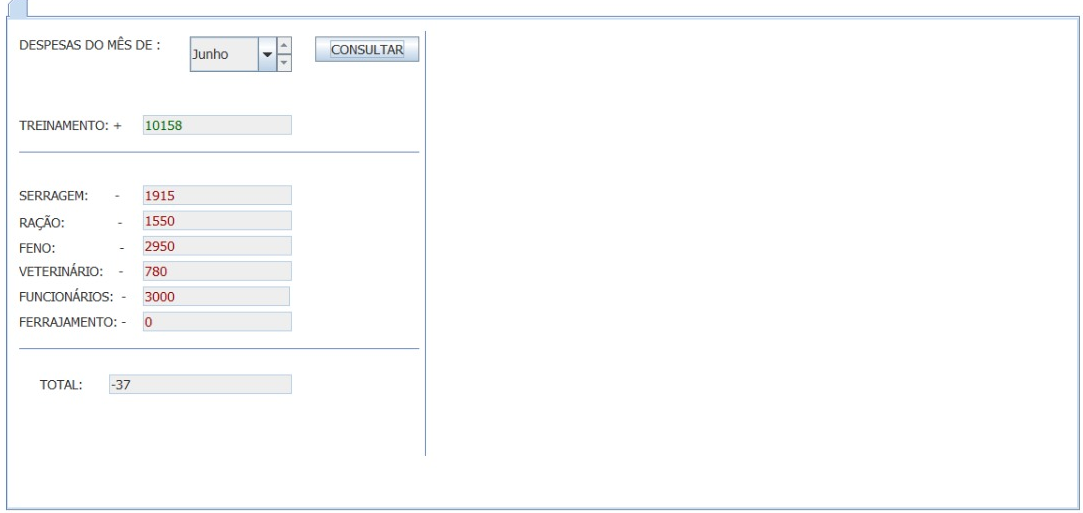 DESPESAS DO MÊS DE : Junho CONSULTAR
TREINAMENTO: + 10158
SERRAGEM: - 1915
RAÇÃO: - 1550
FENO: - 2950
VETERINÁRIO: - 780
FUNCIONÁRIOS: - 3000
FERRAJAMENTO: - 0
TOTAL: -37